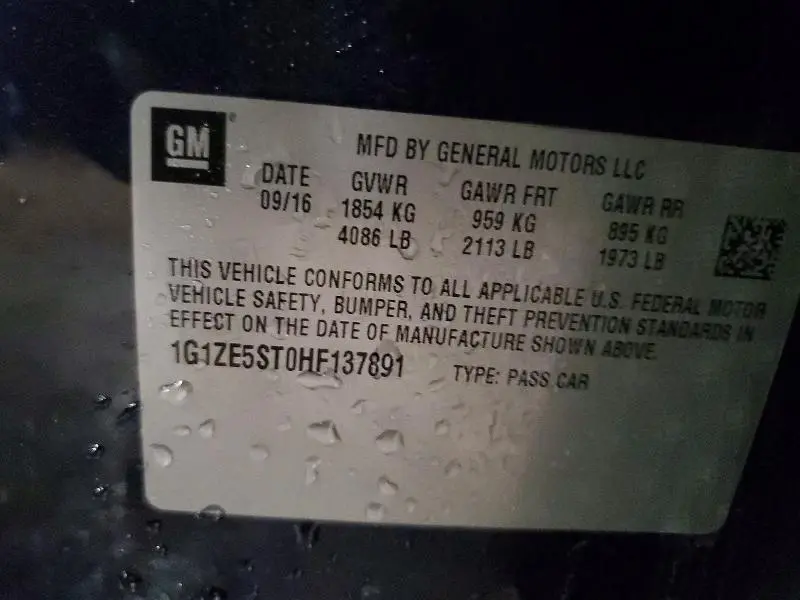 GM
MFD BY GENERAL MOTORS LLC
DATE GVWR GAWR FRT GAWR RR
09/16 1854 KG 959 KG 895 KG
4086 LB 2113 LB 1973 LB
THIS VEHICLE CONFORMS TO ALL APPLICABLE U.S. FEDERAL MOTOR
VEHICLE SAFETY, BUMPER, AND THEFT PREVENTION STANDARDS IN
EFFECT ON THE DATE OF MANUFACTURE SHOWN ABOVE.
1G1ZE5ST0HF137891 TYPE: PASS CAR